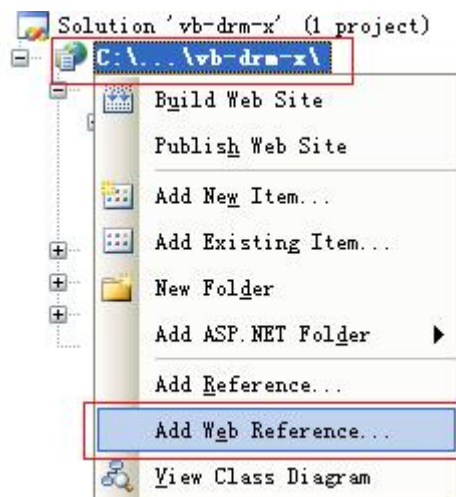 Solution 'vb-drm-x' (1 project)
C:\...\vb-drm-x\
Build Web Site
Publish Web Site
Add New Item...
Add Existing Item...
New Folder
Add ASP.NET Folder
Add Reference...
Add Web Reference...
View Class Diagram